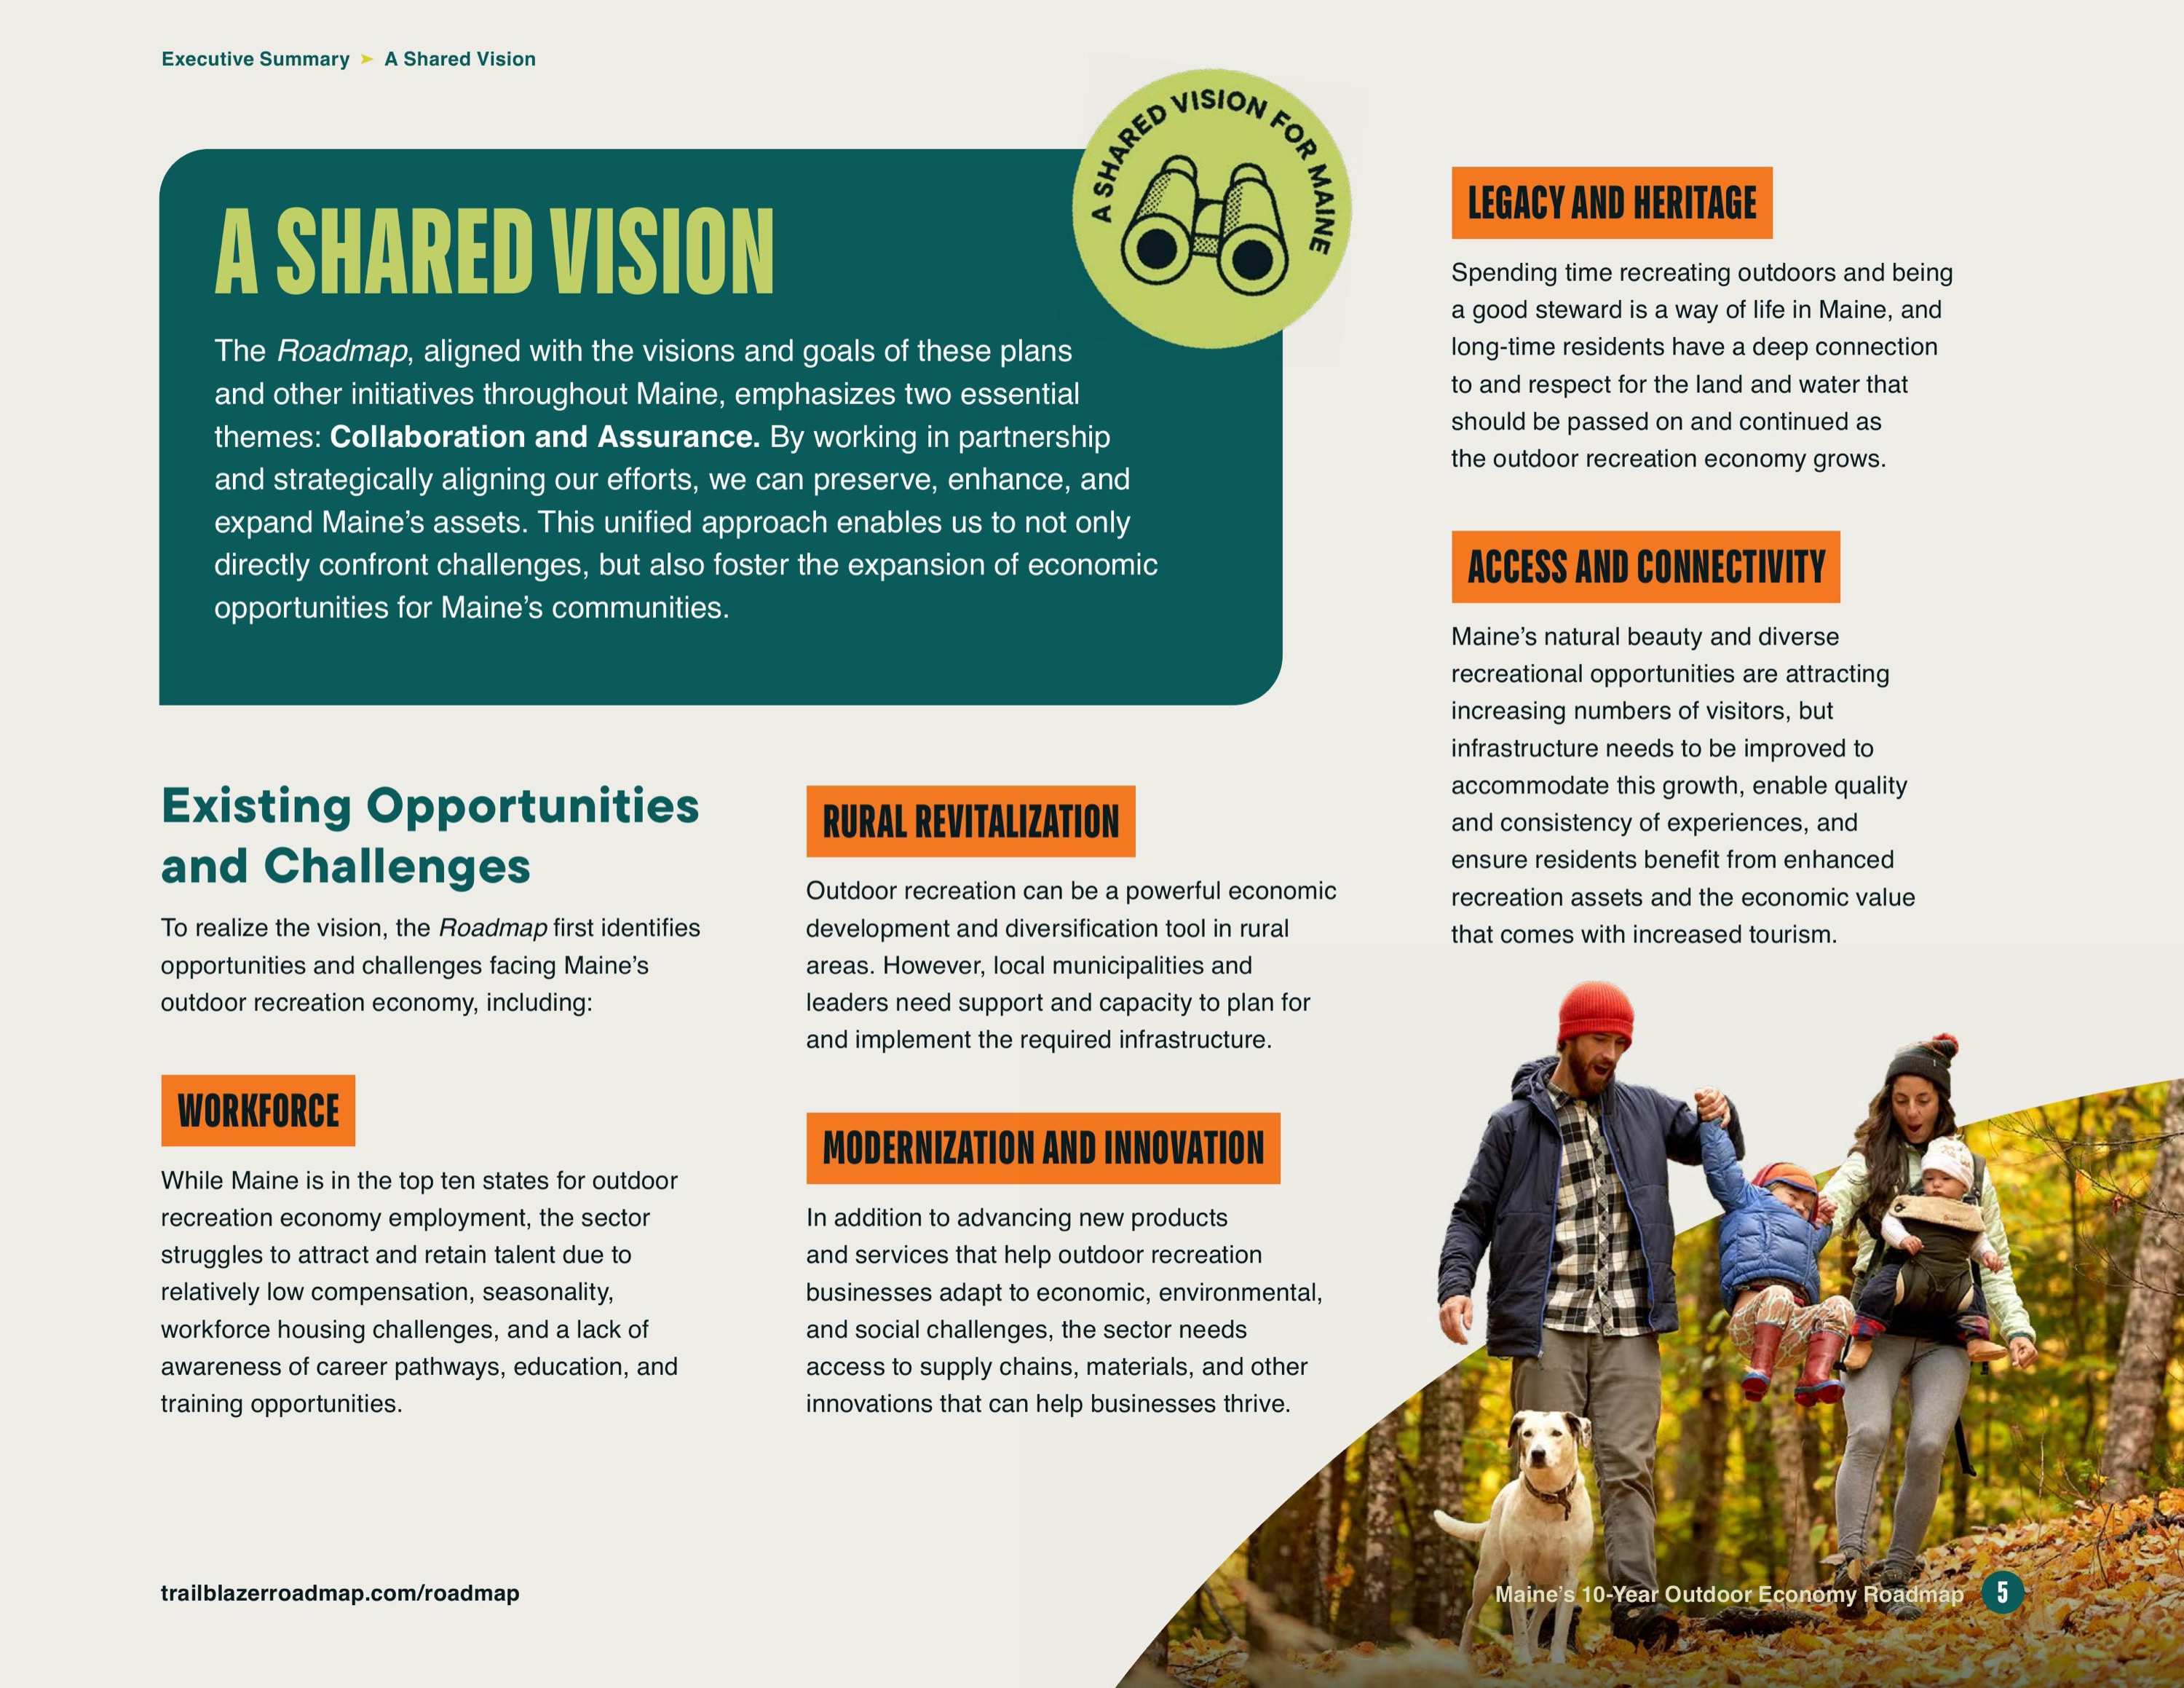 Executive Summary ➤ A Shared Vision
A SHARED VISION FOR MAINE
A SHARED VISION
The Roadmap, aligned with the visions and goals of these plans
and other initiatives throughout Maine, emphasizes two essential
themes: Collaboration and Assurance. By working in partnership
and strategically aligning our efforts, we can preserve, enhance, and
expand Maine’s assets. This unified approach enables us to not only
directly confront challenges, but also foster the expansion of economic
opportunities for Maine’s communities.
Existing Opportunities
and Challenges
To realize the vision, the Roadmap first identifies
opportunities and challenges facing Maine’s
outdoor recreation economy, including:
WORKFORCE
While Maine is in the top ten states for outdoor
recreation economy employment, the sector
struggles to attract and retain talent due to
relatively low compensation, seasonality,
workforce housing challenges, and a lack of
awareness of career pathways, education, and
training opportunities.
RURAL REVITALIZATION
Outdoor recreation can be a powerful economic
development and diversification tool in rural
areas. However, local municipalities and
leaders need support and capacity to plan for
and implement the required infrastructure.
MODERNIZATION AND INNOVATION
In addition to advancing new products
and services that help outdoor recreation
businesses adapt to economic, environmental,
and social challenges, the sector needs
access to supply chains, materials, and other
innovations that can help businesses thrive.
LEGACY AND HERITAGE
Spending time recreating outdoors and being
a good steward is a way of life in Maine, and
long-time residents have a deep connection
to and respect for the land and water that
should be passed on and continued as
the outdoor recreation economy grows.
ACCESS AND CONNECTIVITY
Maine’s natural beauty and diverse
recreational opportunities are attracting
increasing numbers of visitors, but
infrastructure needs to be improved to
accommodate this growth, enable quality
and consistency of experiences, and
ensure residents benefit from enhanced
recreation assets and the economic value
that comes with increased tourism.
trailblazerroadmap.com/roadmap
Maine’s 10-Year Outdoor Economy Roadmap 5